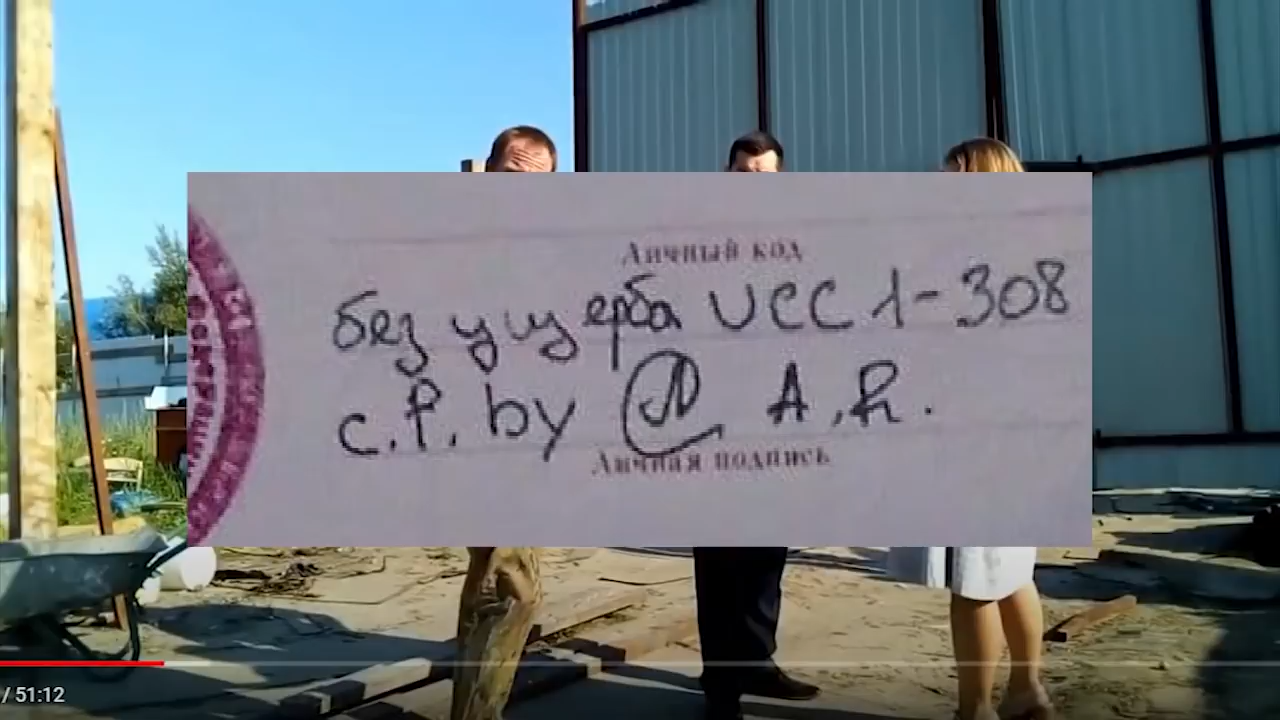 Личный код
без ущерба UCC 1-308
c.p. by A.R.
Личная подпись
/ 51:12